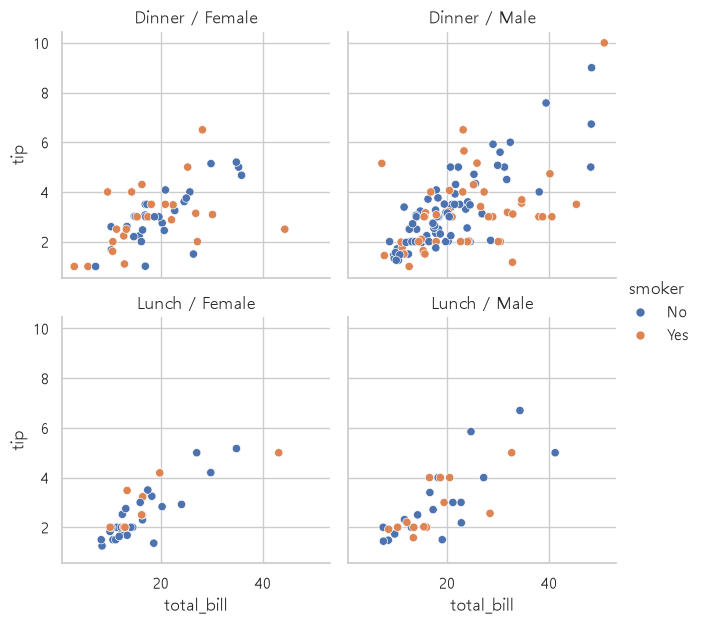 Dinner / Female
Dinner / Male
10
8
6
4
2
tip
Lunch / Female
Lunch / Male
smoker
No
Yes
10
8
6
4
2
tip
20
40
20
40
total_bill
total_bill